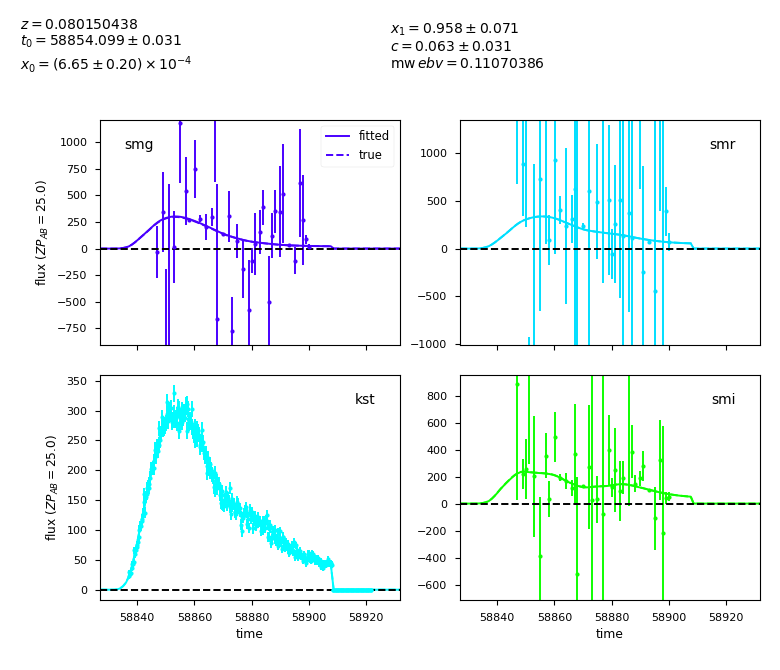 z = 0.080150438
t₀ = 58854.099 ± 0.031
x₀ = (6.65 ± 0.20) × 10⁻⁴
x₁ = 0.958 ± 0.071
c = 0.063 ± 0.031
mw ebv = 0.11070386
smg
fitted
true
1000
750
500
250
0
−250
−500
−750
flux (ZP_AB = 25.0)
smr
1000
500
0
−500
−1000
kst
350
300
250
200
150
100
50
0
flux (ZP_AB = 25.0)
58840 58860 58880 58900 58920
time
smi
800
600
400
200
0
−200
−400
−600
58840 58860 58880 58900 58920
time